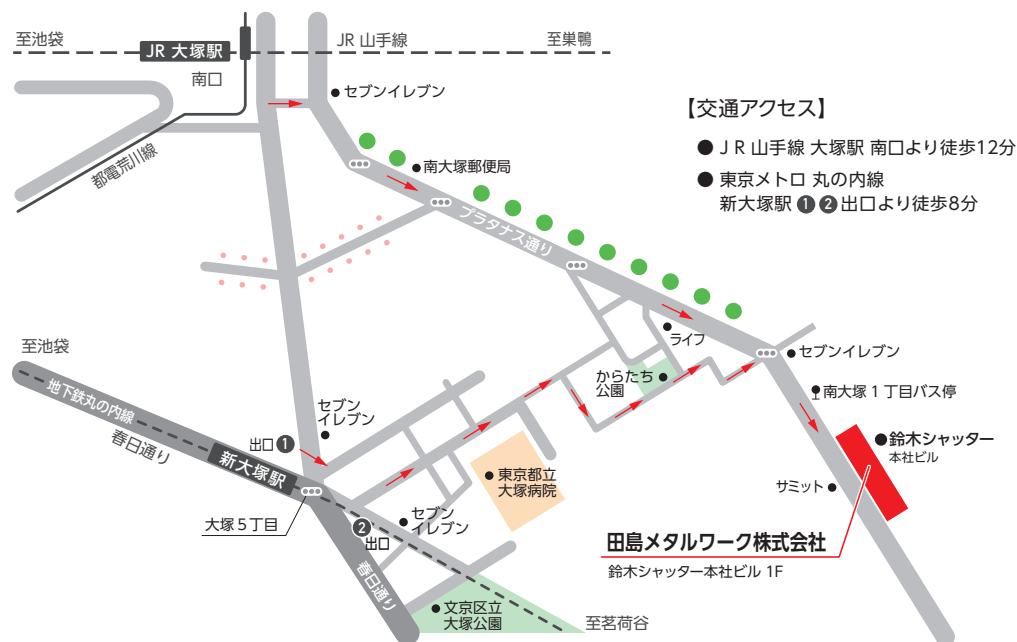 至池袋
JR 大塚駅
JR 山手線
至巣鴨
南口
セブンイレブン
都電荒川線
南大塚郵便局
プラタナス通り
【交通アクセス】
● JR 山手線 大塚駅 南口より徒歩12分
● 東京メトロ 丸の内線
新大塚駅 ❶ ❷ 出口より徒歩8分
至池袋
地下鉄丸の内線
春日通り
新大塚駅
出口 ❶
セブン
イレブン
ライフ
からたち
公園
セブンイレブン
南大塚 1 丁目バス停
鈴木シャッター
本社ビル
サミット
東京都立
大塚病院
セブン
イレブン
大塚 5 丁目
❷
出口
春日通り
文京区立
大塚公園
至茗荷谷
田島メタルワーク株式会社
鈴木シャッター本社ビル 1F